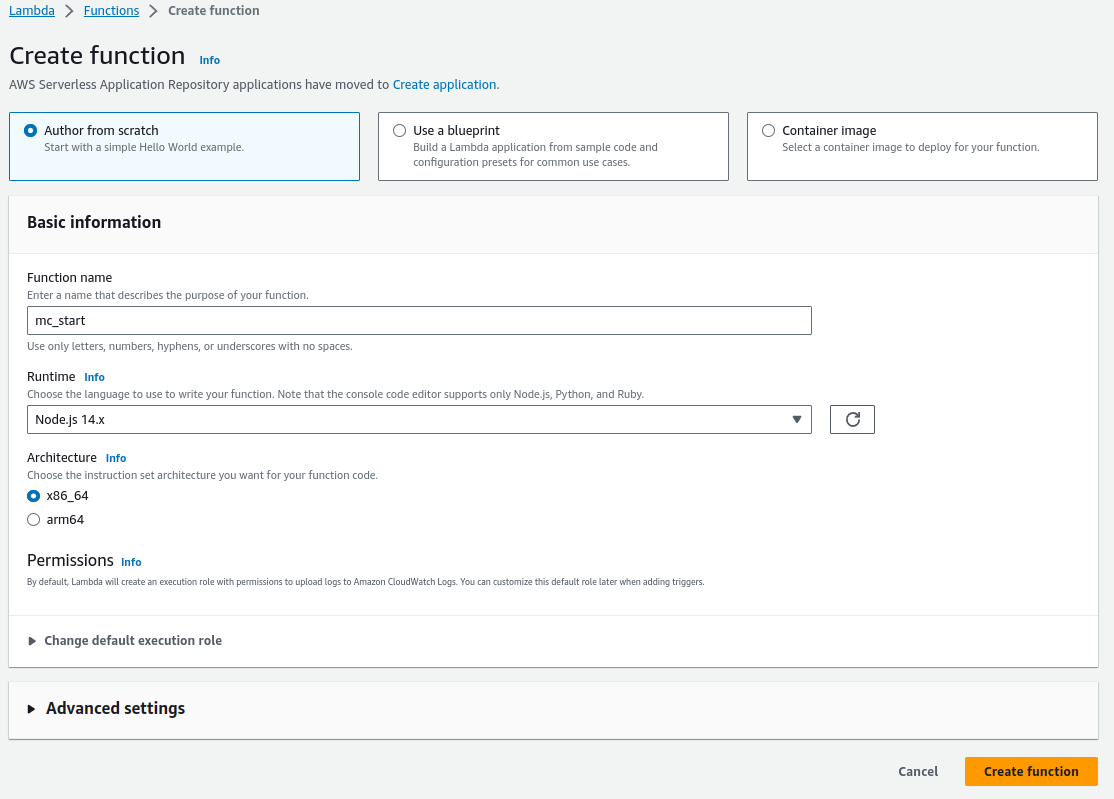 Lambda > Functions > Create function
Create function Info
AWS Serverless Application Repository applications have moved to Create application.
Author from scratch
Start with a simple Hello World example.
Use a blueprint
Build a Lambda application from sample code and
configuration presets for common use cases.
Container image
Select a container image to deploy for your function.
Basic information
Function name
Enter a name that describes the purpose of your function.
mc_start
Use only letters, numbers, hyphens, or underscores with no spaces.
Runtime Info
Choose the language to use to write your function. Note that the console code editor supports only Node.js, Python, and Ruby.
Node.js 14.x
Architecture Info
Choose the instruction set architecture you want for your function code.
x86_64
arm64
Permissions Info
By default, Lambda will create an execution role with permissions to upload logs to Amazon CloudWatch Logs. You can customize this default role later when adding triggers.
Change default execution role
Advanced settings
Cancel
Create function